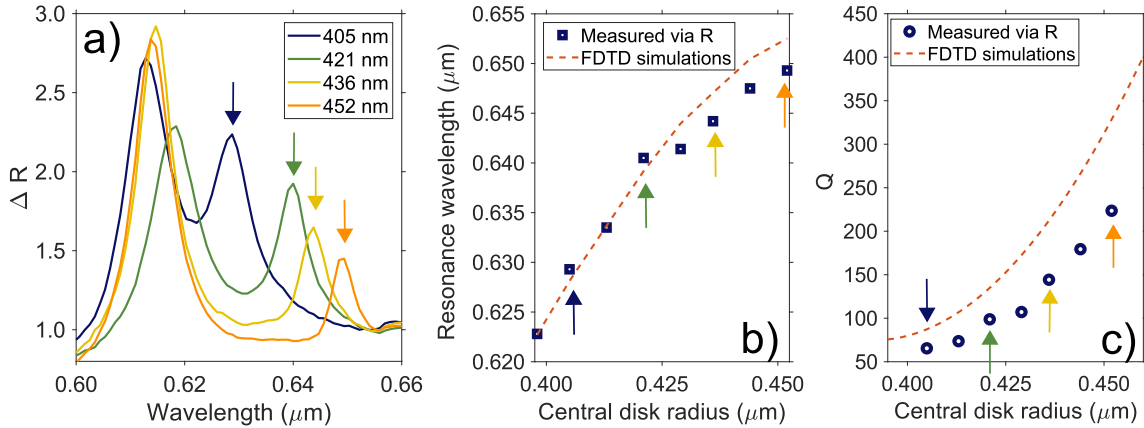 a)
405 nm
421 nm
436 nm
452 nm
3.0
2.5
2.0
1.5
1.0
Δ R
0.60
0.62
0.64
0.66
Wavelength (μm)
Measured via R
FDTD simulations
0.650
0.645
0.640
0.635
0.630
0.625
0.620
Resonance wavelength (μm)
b)
0.400
0.425
0.450
Central disk radius (μm)
Measured via R
FDTD simulations
450
400
350
300
250
200
150
100
50
Q
c)
0.400
0.425
0.450
Central disk radius (μm)